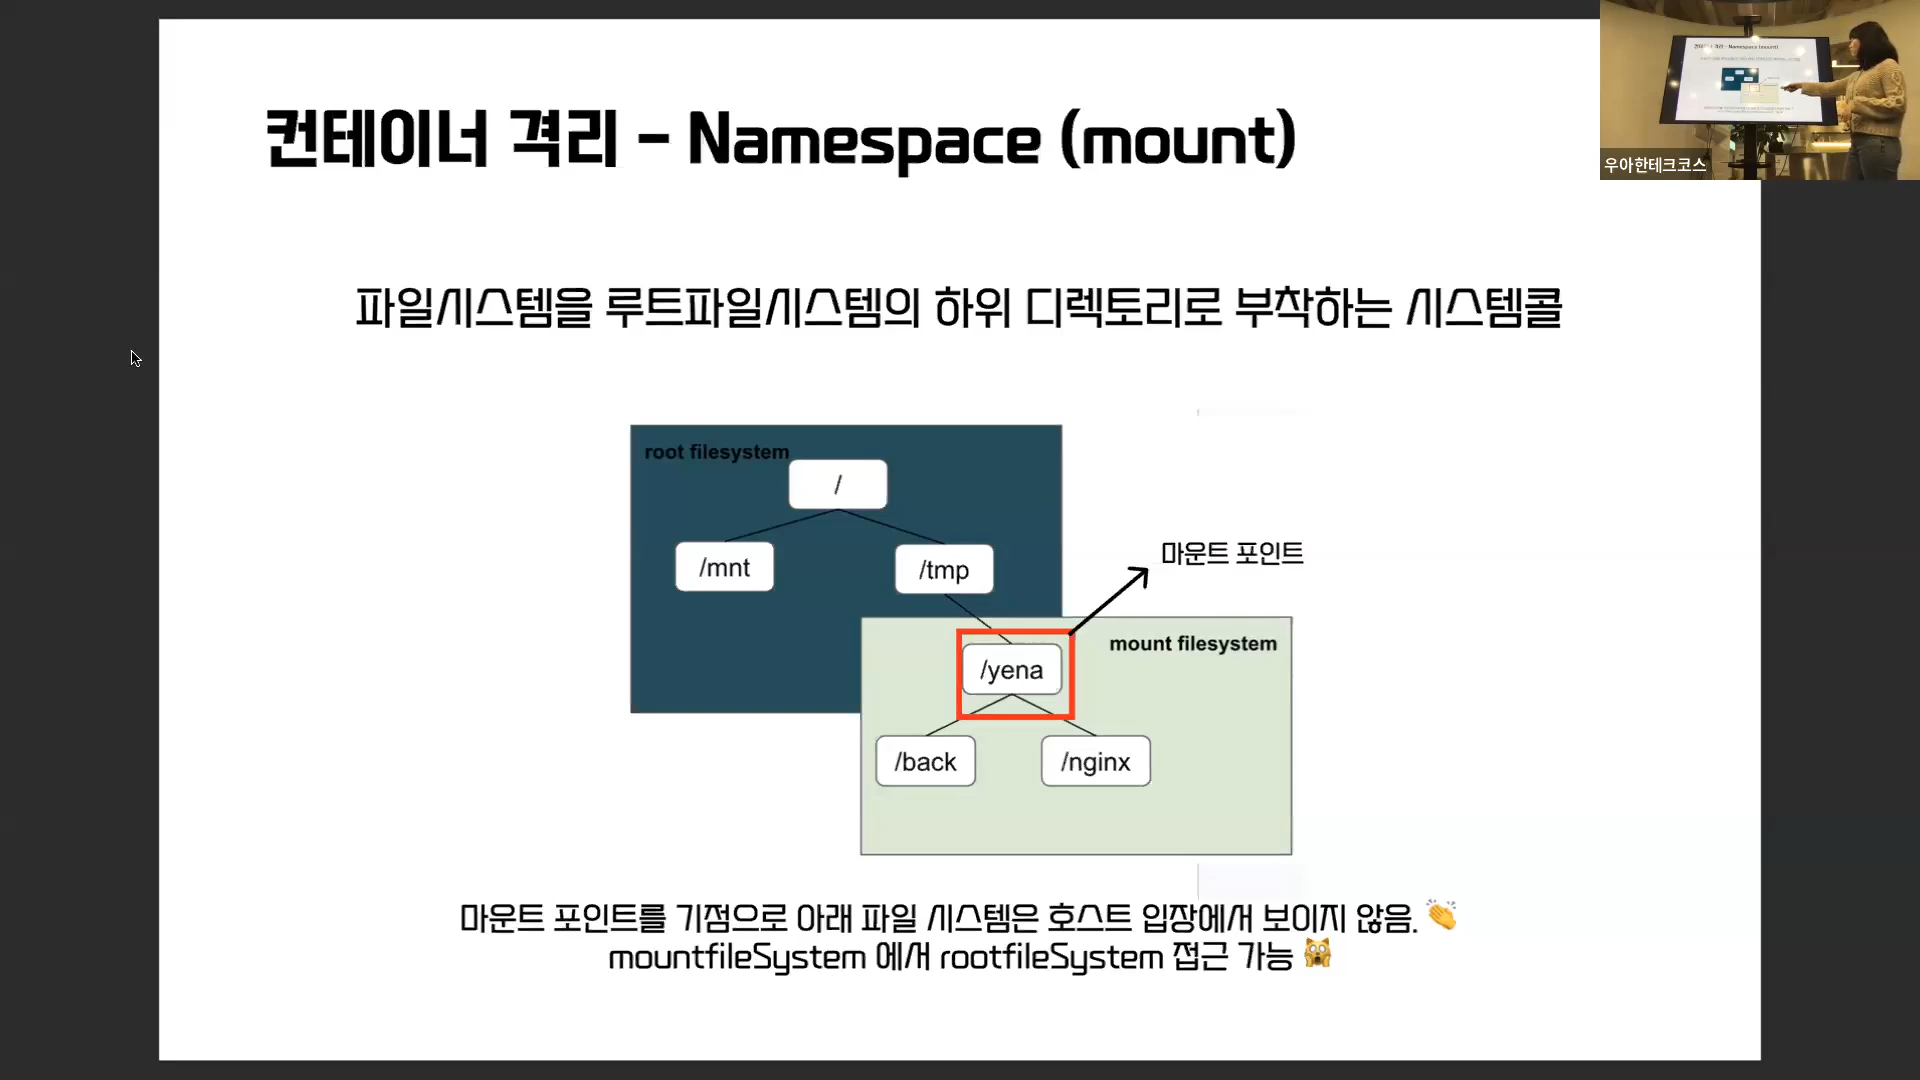 컨테이너 격리 - Namespace (mount)
우아한테크코스
파일시스템을 루트파일시스템의 하위 디렉토리로 부착하는 시스템콜
root filesystem
/
/mnt
/tmp
마운트 포인트
mount filesystem
/yena
/back
/nginx
마운트 포인트를 기점으로 아래 파일 시스템은 호스트 입장에서 보이지 않음. 👏
mountfileSystem 에서 rootfileSystem 접근 가능 🙀